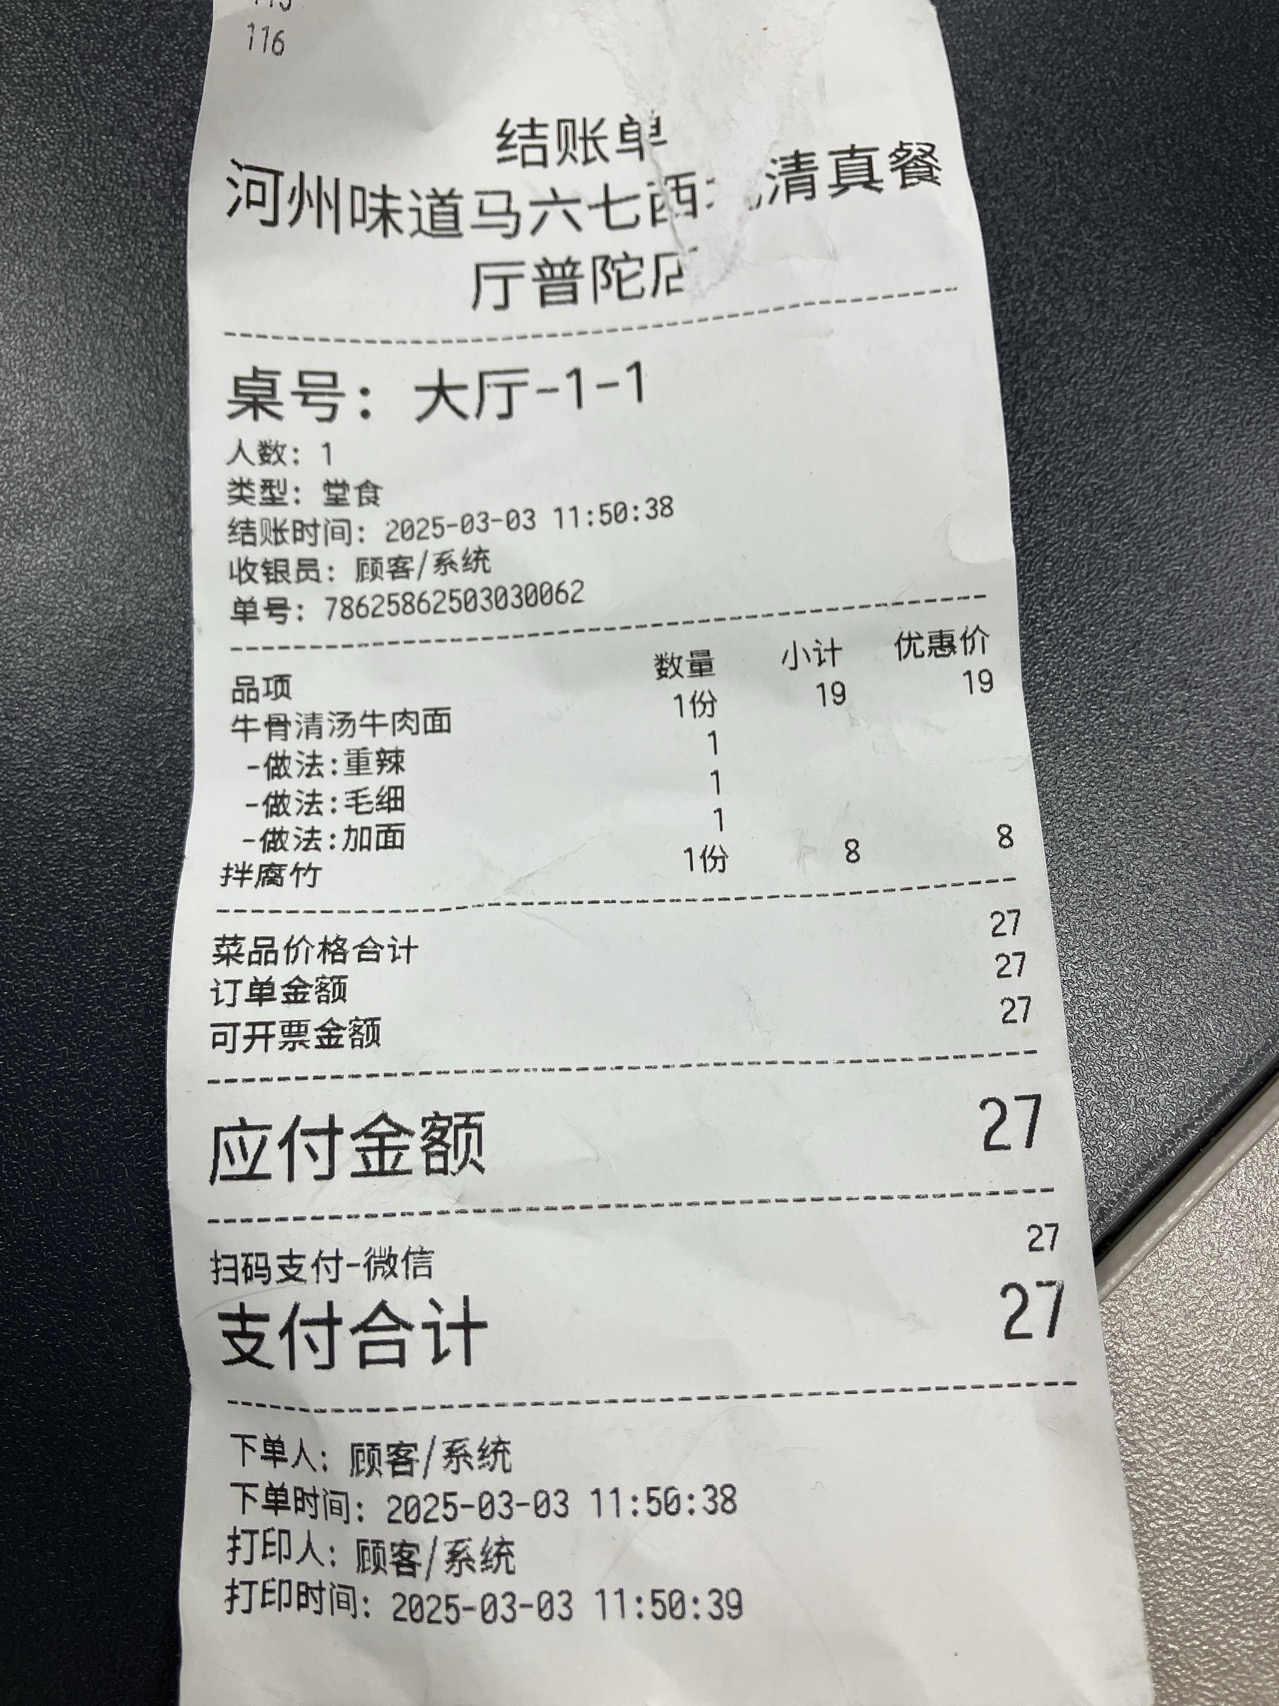 116
结账单
河州味道马六七西 清真餐
厅普陀店
桌号：大厅-1-1
人数：1
类型：堂食
结账时间：2025-03-03 11:50:38
收银员：顾客/系统
单号：78625862503030062
品项 数量 小计 优惠价
牛骨清汤牛肉面 1份 19 19
-做法:重辣 1
-做法:毛细 1
-做法:加面 1
拌腐竹 1份 8 8
菜品价格合计 27
订单金额 27
可开票金额 27
应付金额 27
扫码支付-微信 27
支付合计 27
下单人：顾客/系统
下单时间：2025-03-03 11:50:38
打印人：顾客/系统
打印时间：2025-03-03 11:50:39